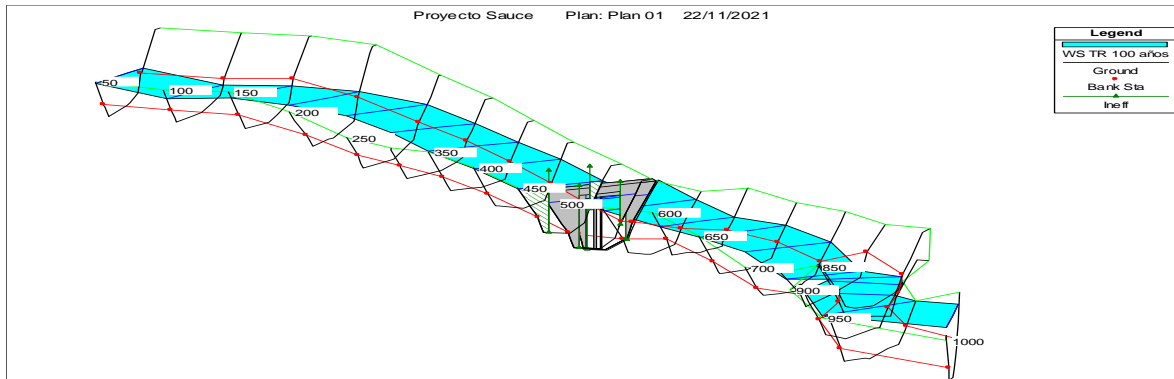 Proyecto Sauce Plan: Plan 01 22/11/2021
Legend
WS TR 100 años
Ground
Bank Sta
Ineff
50
100
150
200
250
350
400
450
500
600
650
700
850
900
950
1000